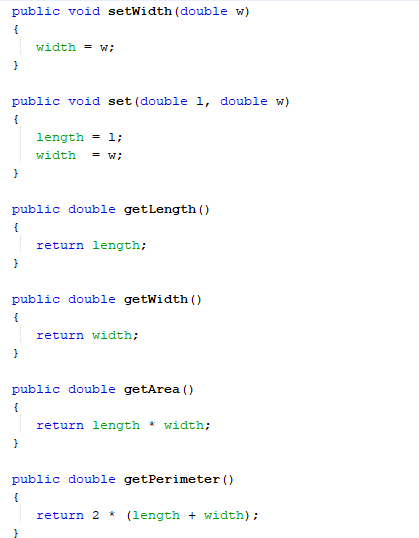 public void setWidth(double w)
{
width = w;
}
public void set(double l, double w)
{
length = l;
width = w;
}
public double getLength()
{
return length;
}
public double getWidth()
{
return width;
}
public double getArea()
{
return length * width;
}
public double getPerimeter()
{
return 2 * (length + width);
}